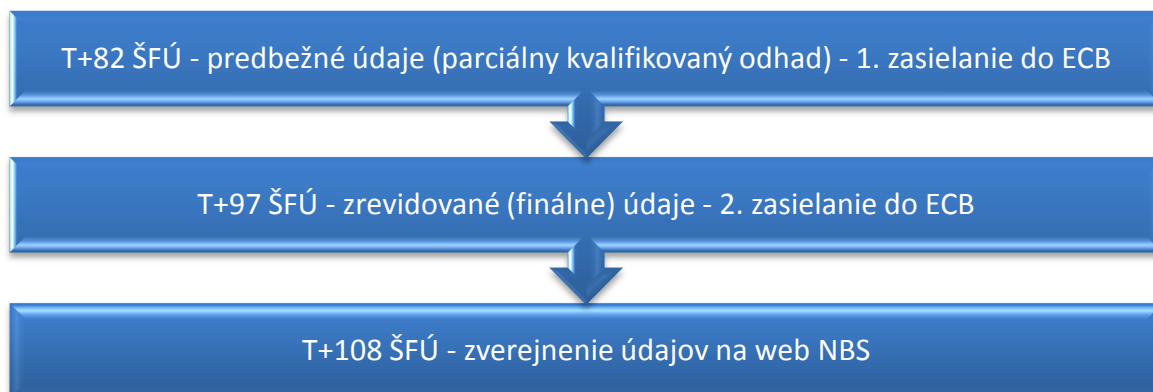 T+82 ŠFÚ - predbežné údaje (parciálny kvalifikovaný odhad) - 1. zasielanie do ECB
T+97 ŠFÚ - zrevidované (finálne) údaje - 2. zasielanie do ECB
T+108 ŠFÚ - zverejnenie údajov na web NBS